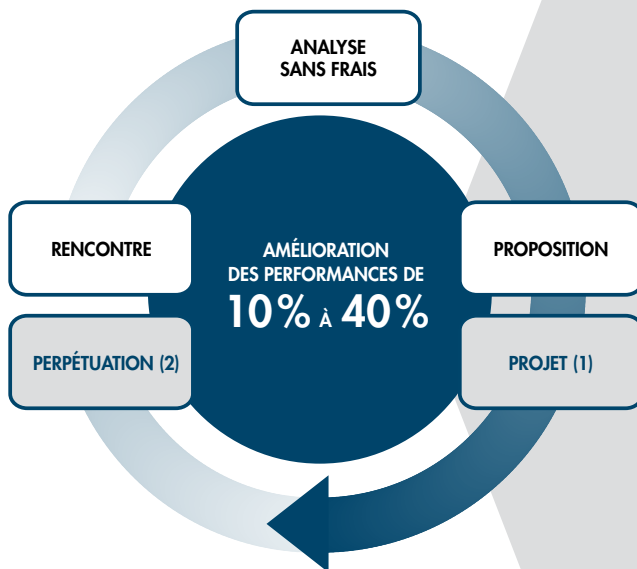 ANALYSE
SANS FRAIS
RENCONTRE
AMÉLIORATION
DES PERFORMANCES DE
10% À 40%
PROPOSITION
PERPÉTUATION (2)
PROJET (1)